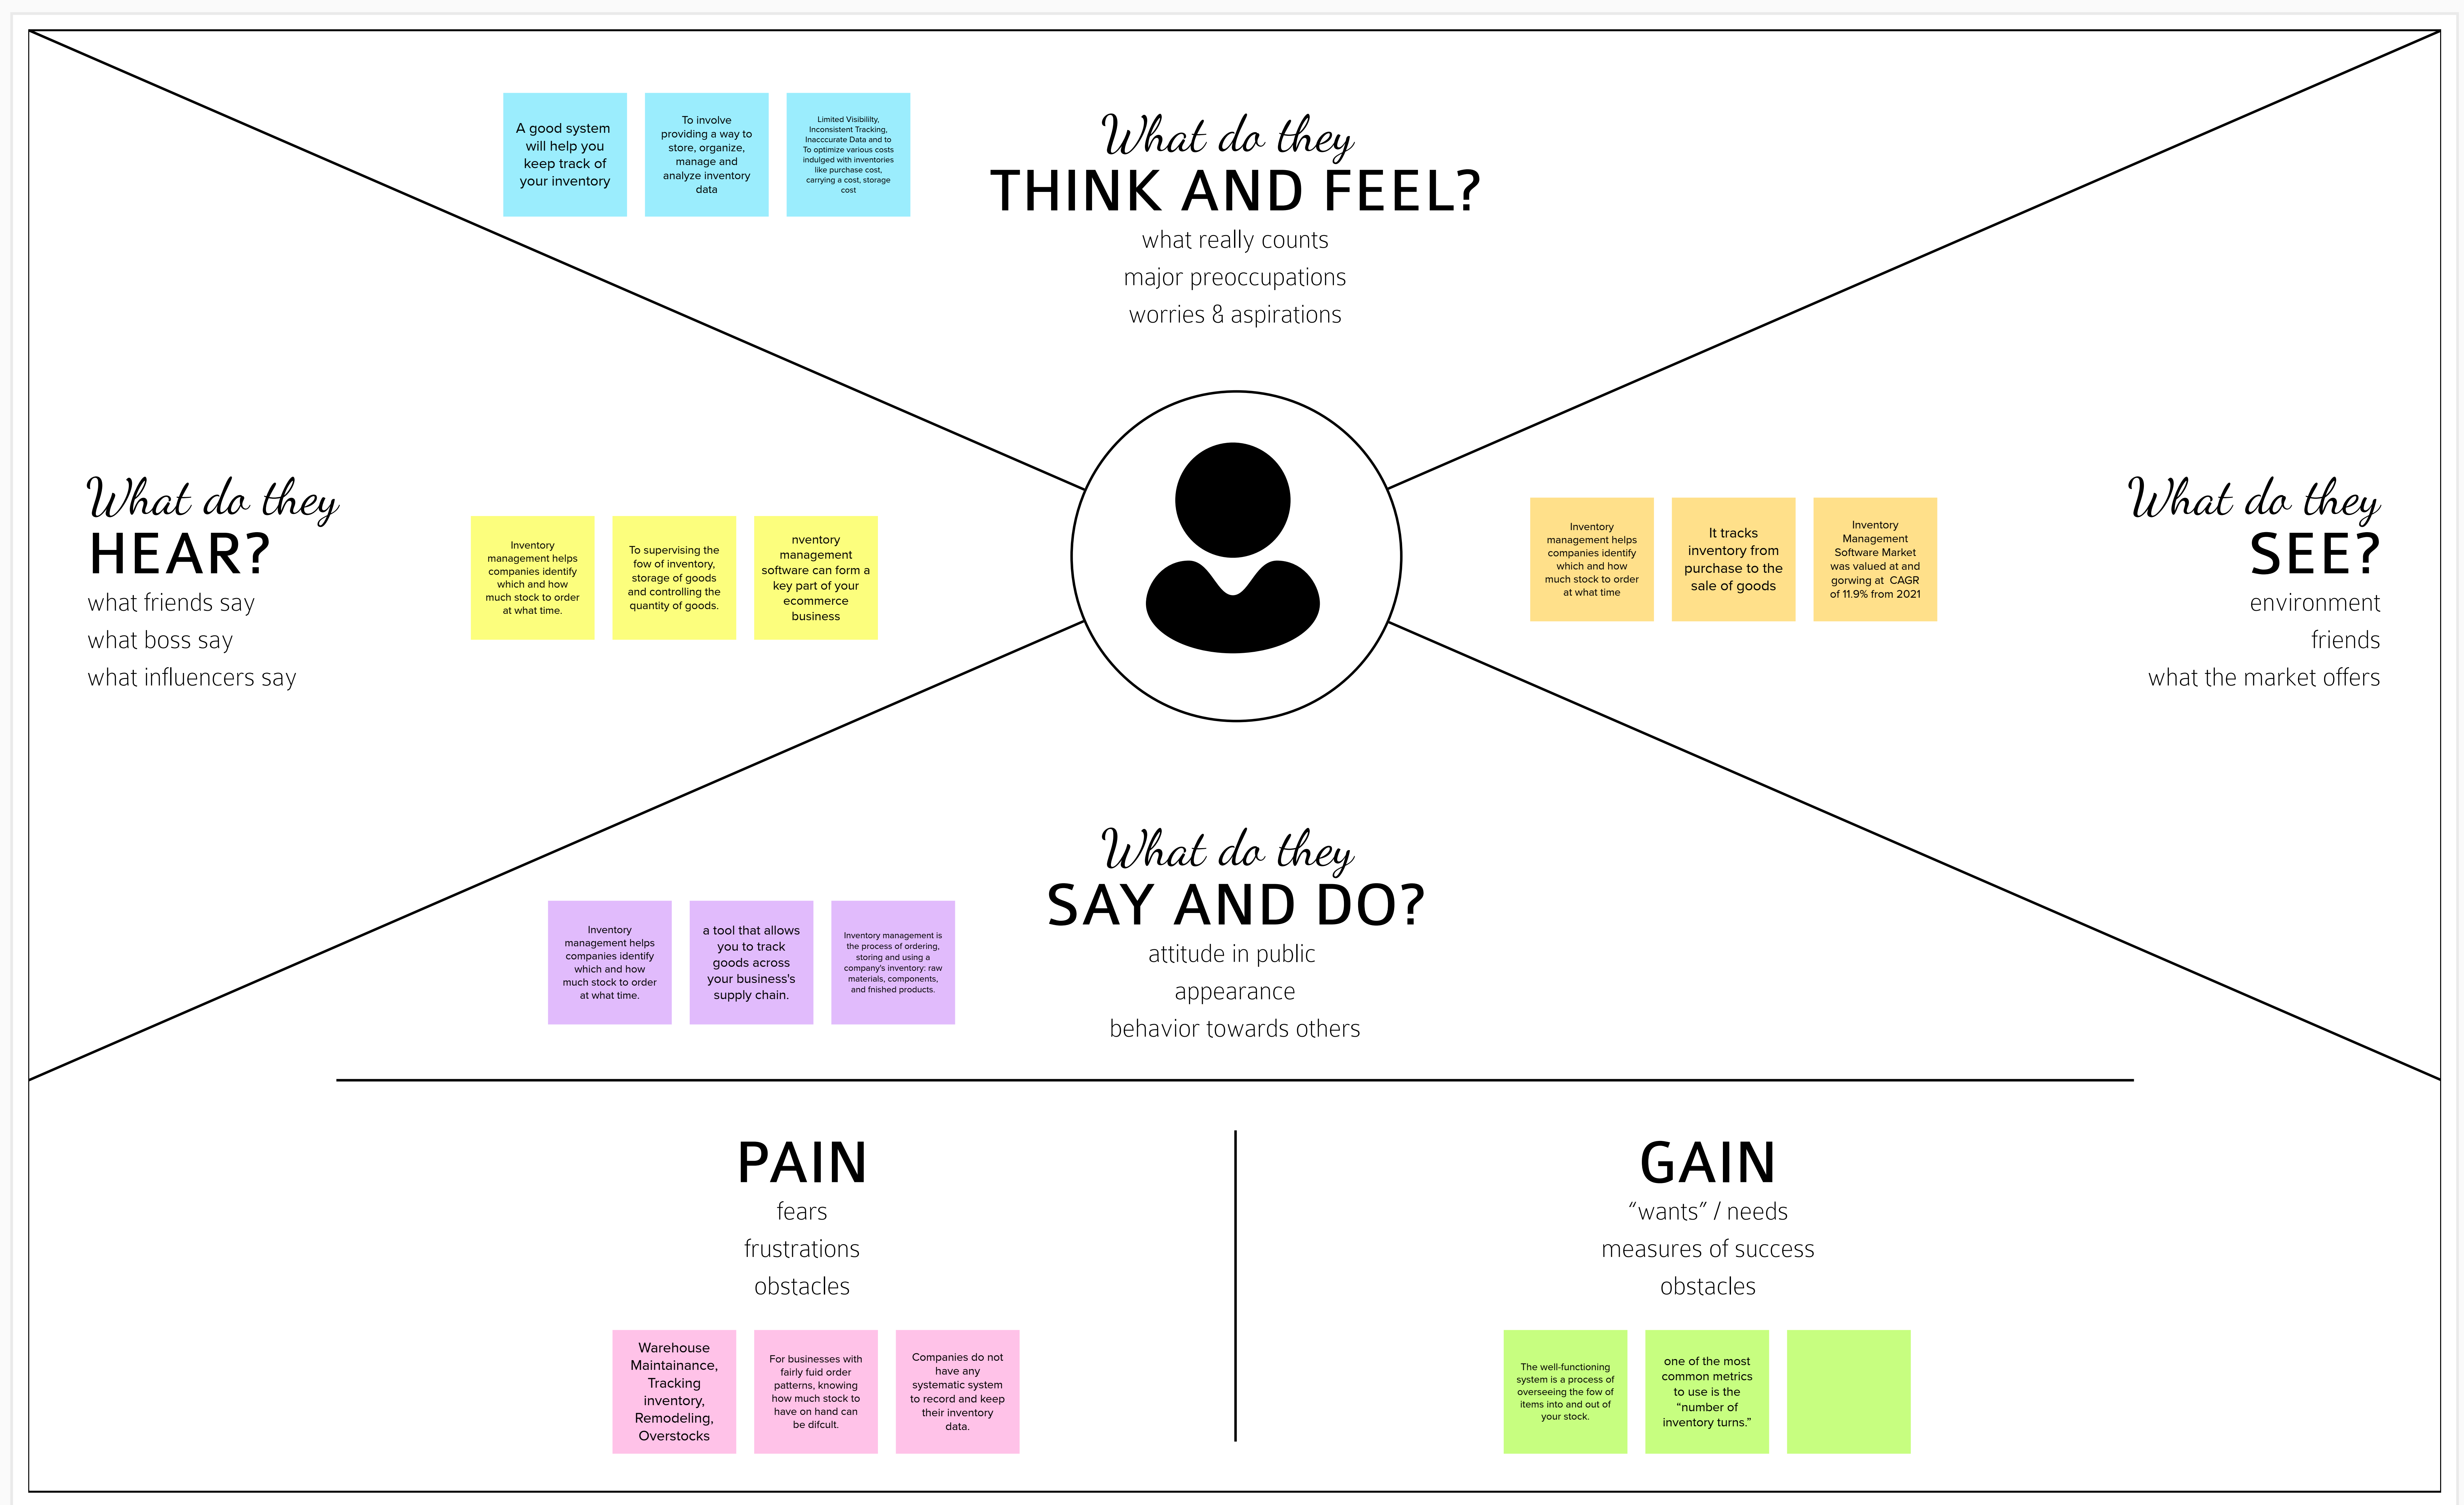 What do they
THINK AND FEEL?
what really counts
major preoccupations
worries & aspirations
A good system
will help you
keep track of
your inventory
To involve
providing a way to
store, organize,
manage and
analyze inventory
data
Limited Visibililty,
Inconsistent Tracking,
Inacccurate Data and to
To optimize various costs
indulged with inventories
like purchase cost,
carrying a cost, storage
cost
What do they
HEAR?
what friends say
what boss say
what influencers say
Inventory
management helps
companies identify
which and how
much stock to order
at what time.
To supervising the
fow of inventory,
storage of goods
and controlling the
quantity of goods.
nventory
management
software can form a
key part of your
ecommerce
business
Inventory
management helps
companies identify
which and how
much stock to order
at what time
It tracks
inventory from
purchase to the
sale of goods
Inventory
Management
Software Market
was valued at and
gorwing at CAGR
of 11.9% from 2021
What do they
SEE?
environment
friends
what the market offers
What do they
SAY AND DO?
attitude in public
appearance
behavior towards others
Inventory
management helps
companies identify
which and how
much stock to order
at what time.
a tool that allows
you to track
goods across
your business's
supply chain.
Inventory management is
the process of ordering,
storing and using a
company's inventory: raw
materials, components,
and fnished products.
PAIN
fears
frustrations
obstacles
Warehouse
Maintainance,
Tracking
inventory,
Remodeling,
Overstocks
For businesses with
fairly fuid order
patterns, knowing
how much stock to
have on hand can
be difcult.
Companies do not
have any
systematic system
to record and keep
their inventory
data.
GAIN
“wants” / needs
measures of success
obstacles
The well-functioning
system is a process of
overseeing the fow of
items into and out of
your stock.
one of the most
common metrics
to use is the
“number of
inventory turns.”